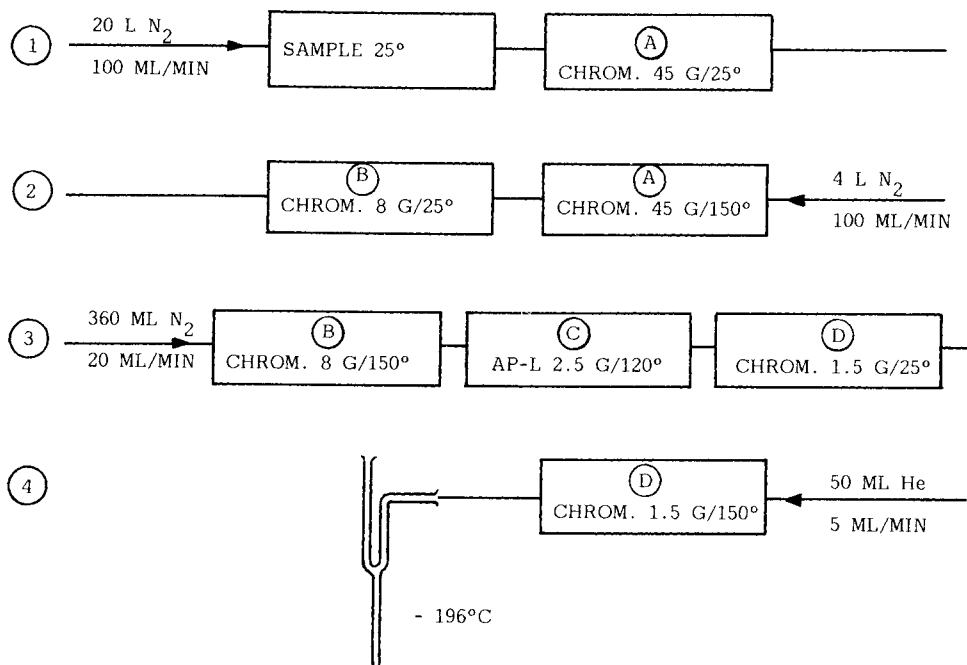 1
20 L N2
100 ML/MIN
SAMPLE 25°
A
CHROM. 45 G/25°
2
B
CHROM. 8 G/25°
A
CHROM. 45 G/150°
4 L N2
100 ML/MIN
3
360 ML N2
20 ML/MIN
B
CHROM. 8 G/150°
C
AP-L 2.5 G/120°
D
CHROM. 1.5 G/25°
4
D
CHROM. 1.5 G/150°
50 ML He
5 ML/MIN
- 196°C